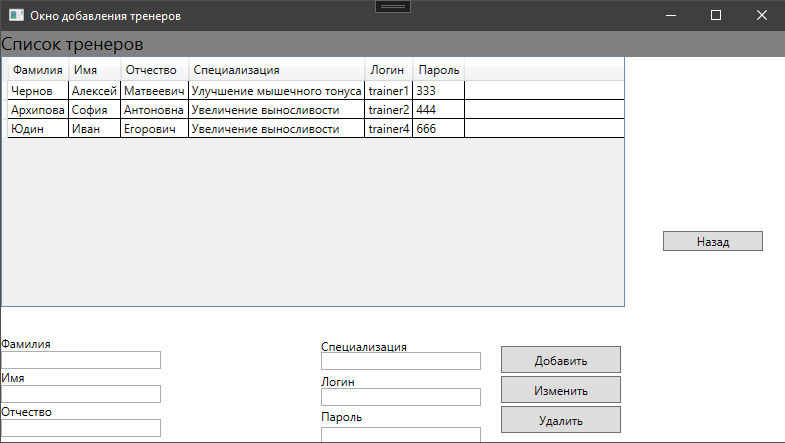 Окно добавления тренеров
Список тренеров
Фамилия Имя Отчество Специализация Логин Пароль
Чернов Алексей Матвеевич Улучшение мышечного тонуса trainer1 333
Архипова София Антоновна Увеличение выносливости trainer2 444
Юдин Иван Егорович Увеличение выносливости trainer4 666
Назад
Фамилия
Имя
Отчество
Специализация
Логин
Пароль
Добавить
Изменить
Удалить